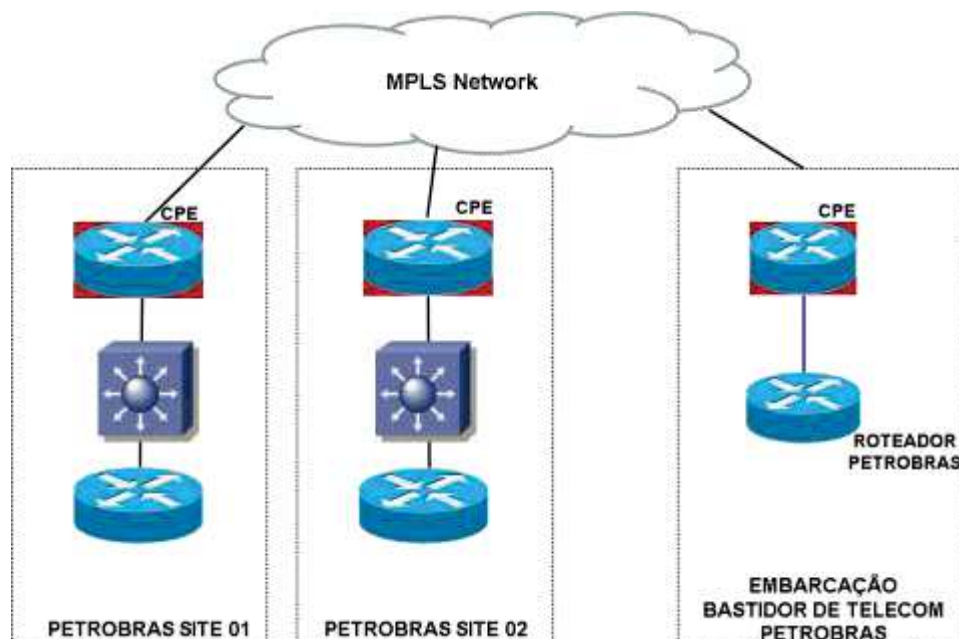 MPLS Network
CPE
CPE
CPE
ROTEADOR
PETROBRAS
PETROBRAS SITE 01
PETROBRAS SITE 02
EMBARCAÇÃO
BASTIDOR DE TELECOM
PETROBRAS